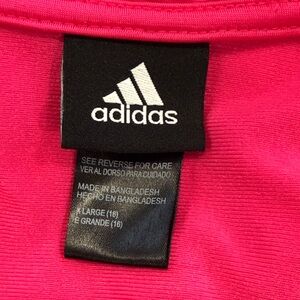 adidas
SEE REVERSE FOR CARE
VER AL DORSO PARA CUIDADO
MADE IN BANGLADESH
HECHO EN BANGLADESH
X LARGE (16)
E GRANDE (16)